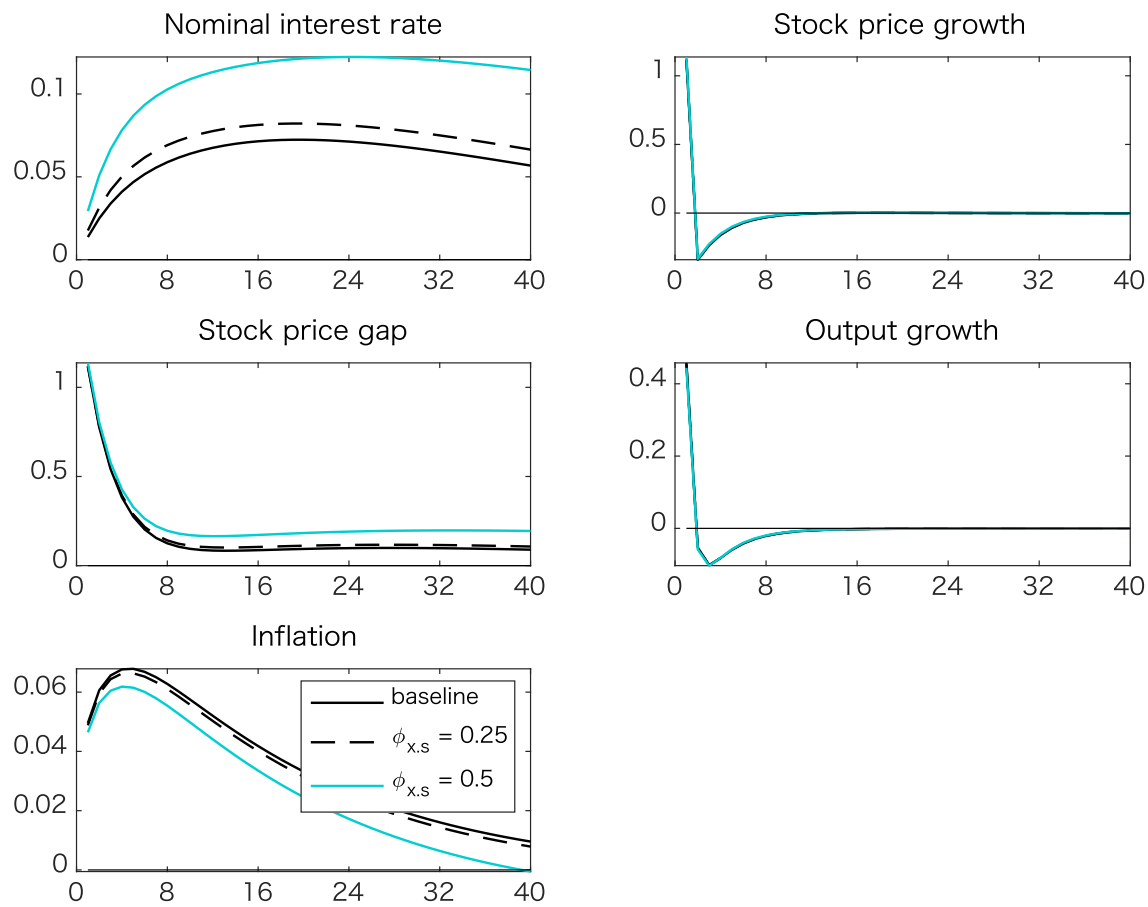 Nominal interest rate
0.1
0.05
0
0 8 16 24 32 40
Stock price growth
1
0.5
0
0 8 16 24 32 40
Stock price gap
1
0.5
0
0 8 16 24 32 40
Output growth
0.4
0.2
0
0 8 16 24 32 40
Inflation
0.06
0.04
0.02
0
0 8 16 24 32 40
baseline
ϕx.s = 0.25
ϕx.s = 0.5